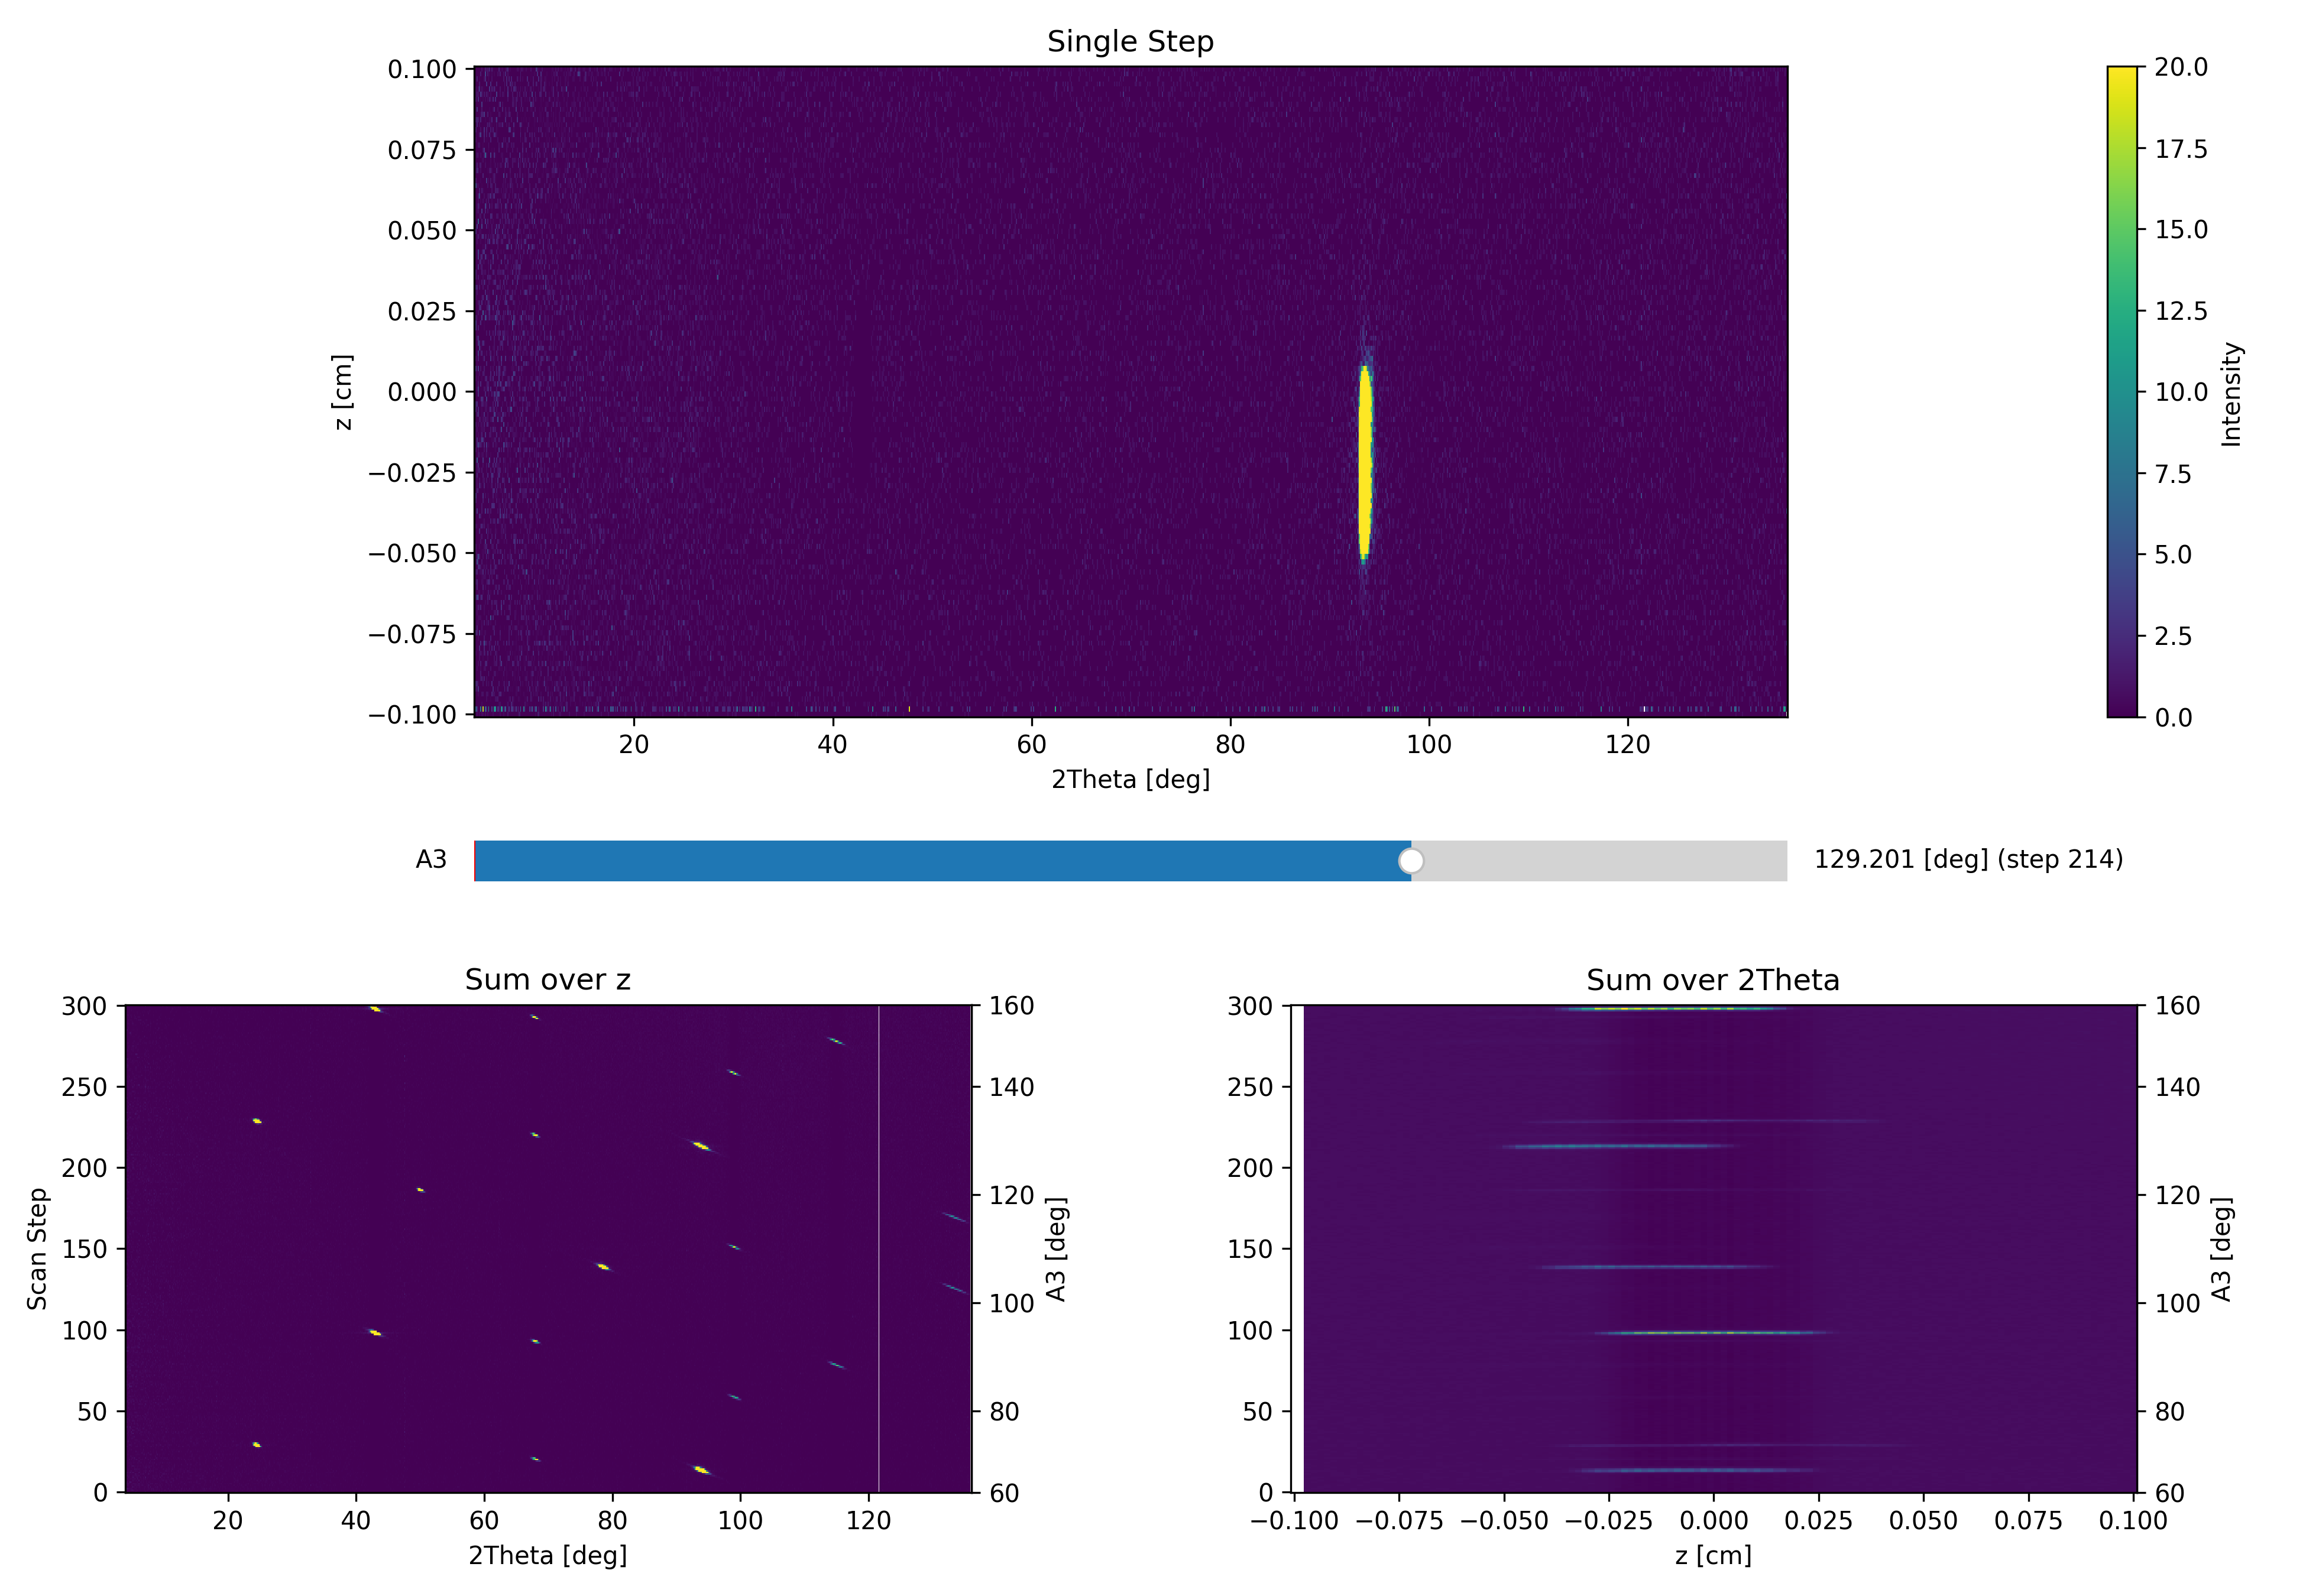 Single Step
0.100
0.075
0.050
0.025
0.000
−0.025
−0.050
−0.075
−0.100
z [cm]
20 40 60 80 100 120
2Theta [deg]
20.0
17.5
15.0
12.5
10.0
7.5
5.0
2.5
0.0
Intensity
A3 129.201 [deg] (step 214)
Sum over z
300
250
200
150
100
50
0
Scan Step
20 40 60 80 100 120
2Theta [deg]
160
140
120
100
80
60
A3 [deg]
Sum over 2Theta
300
250
200
150
100
50
0
−0.100 −0.075 −0.050 −0.025 0.000 0.025 0.050 0.075 0.100
z [cm]
160
140
120
100
80
60
A3 [deg]